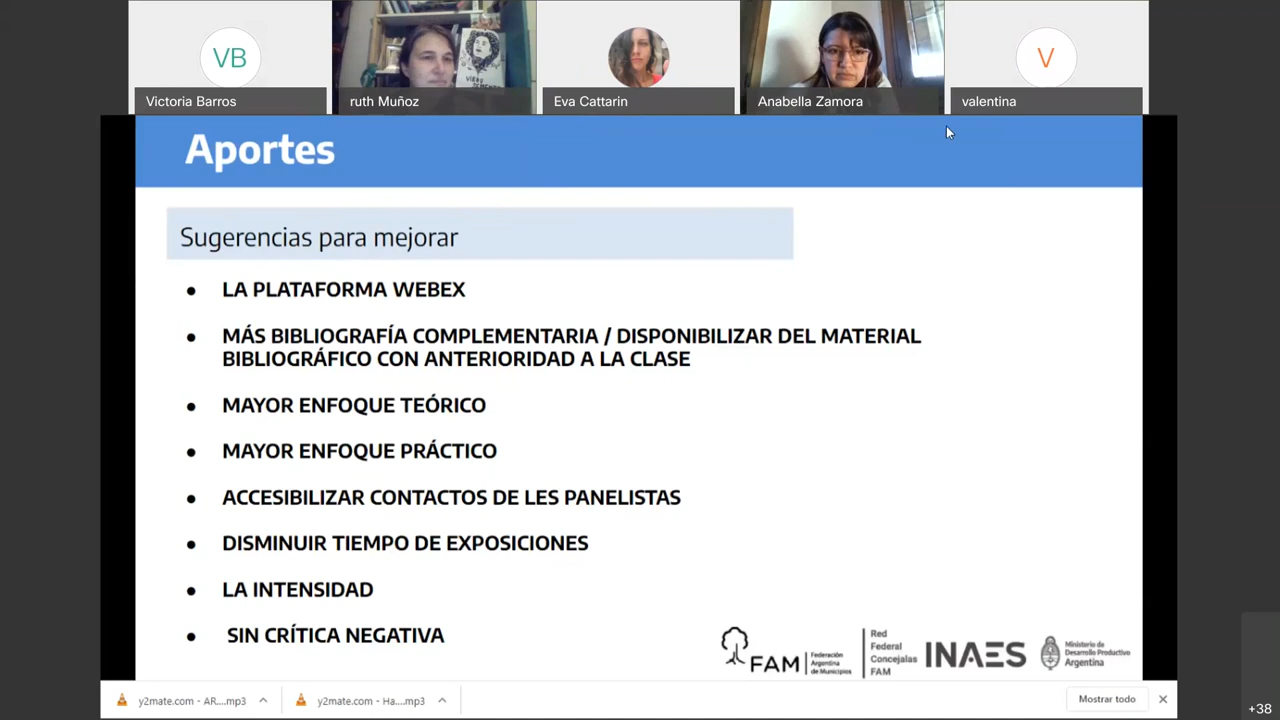 VB
V
Victoria Barros
ruth Muñoz
Eva Cattarin
Anabella Zamora
valentina
Aportes
Sugerencias para mejorar
● LA PLATAFORMA WEBEX
● MÁS BIBLIOGRAFÍA COMPLEMENTARIA / DISPONIBILIZAR DEL MATERIAL
BIBLIOGRÁFICO CON ANTERIORIDAD A LA CLASE
● MAYOR ENFOQUE TEÓRICO
● MAYOR ENFOQUE PRÁCTICO
● ACCESIBILIZAR CONTACTOS DE LES PANELISTAS
● DISMINUIR TIEMPO DE EXPOSICIONES
● LA INTENSIDAD
● SIN CRÍTICA NEGATIVA
FAM
Federación
Argentina
de Municipios
Red
Federal
Concejalas
FAM
INAES
Ministerio de
Desarrollo Productivo
Argentina
y2mate.com - AR....mp3
y2mate.com - Ha....mp3
Mostrar todo
+38